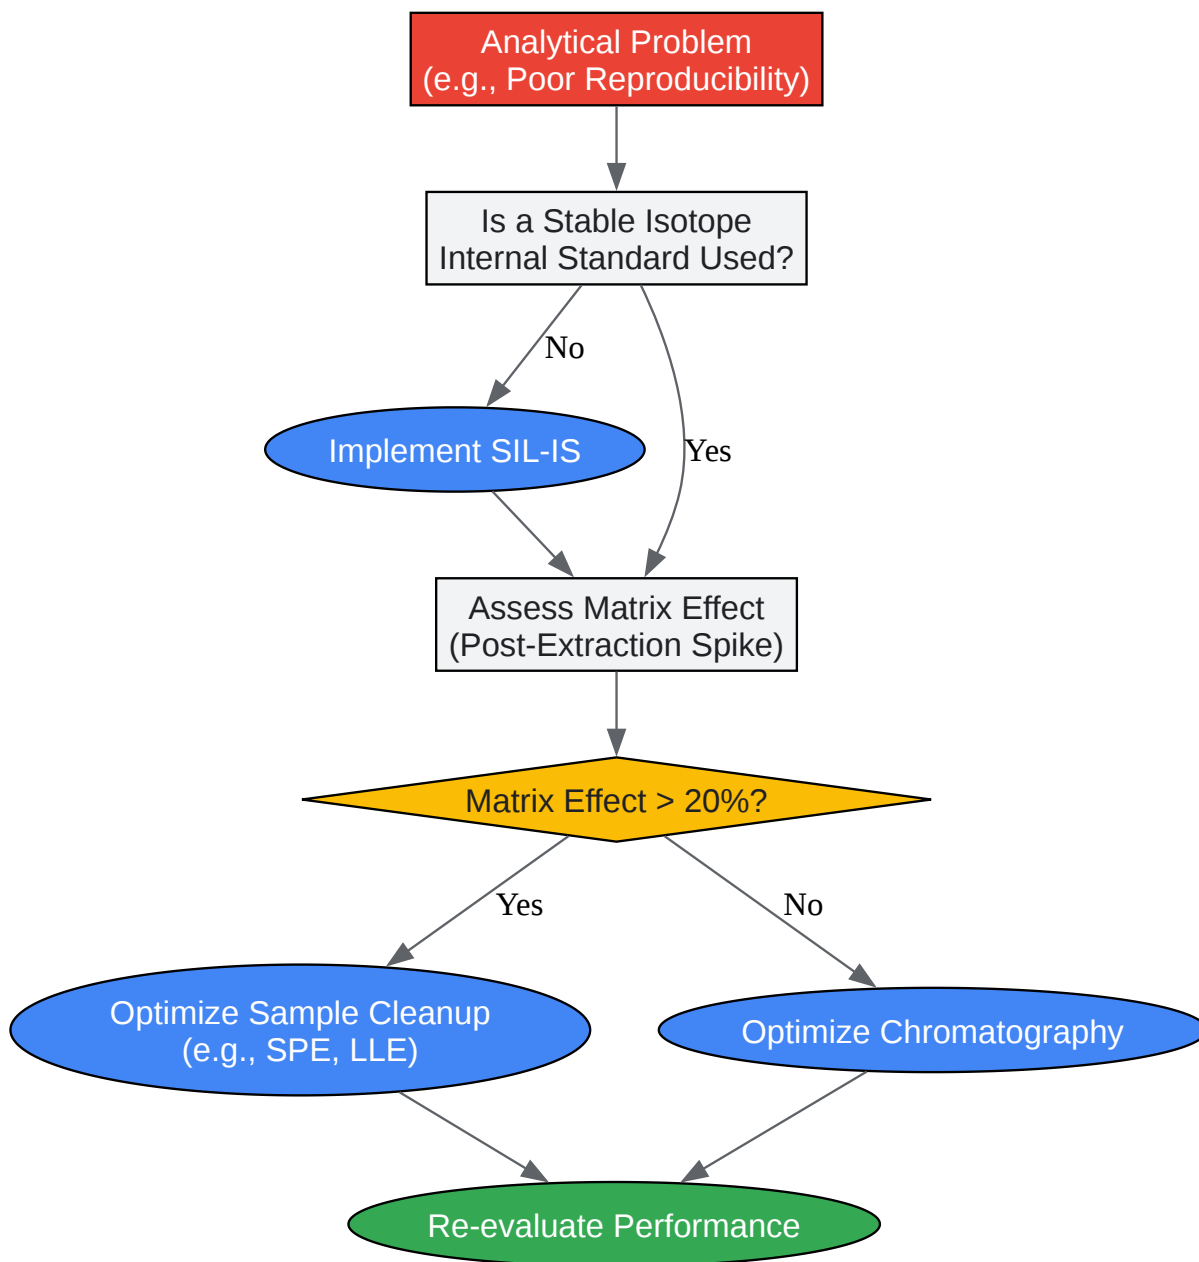 Analytical Problem
(e.g., Poor Reproducibility)
Is a Stable Isotope
Internal Standard Used?
No
Implement SIL-IS
Yes
Assess Matrix Effect
(Post-Extraction Spike)
Matrix Effect > 20%?
Yes
No
Optimize Sample Cleanup
(e.g., SPE, LLE)
Optimize Chromatography
Re-evaluate Performance